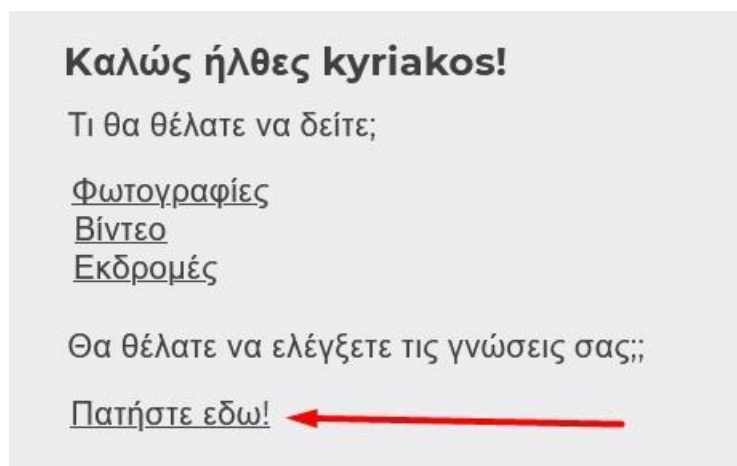 Καλώς ήλθες kyriakos!
Τι θα θέλατε να δείτε;
Φωτογραφίες
Βίντεο
Εκδρομές
Θα θέλατε να ελέγξετε τις γνώσεις σας;;
Πατήστε εδω!